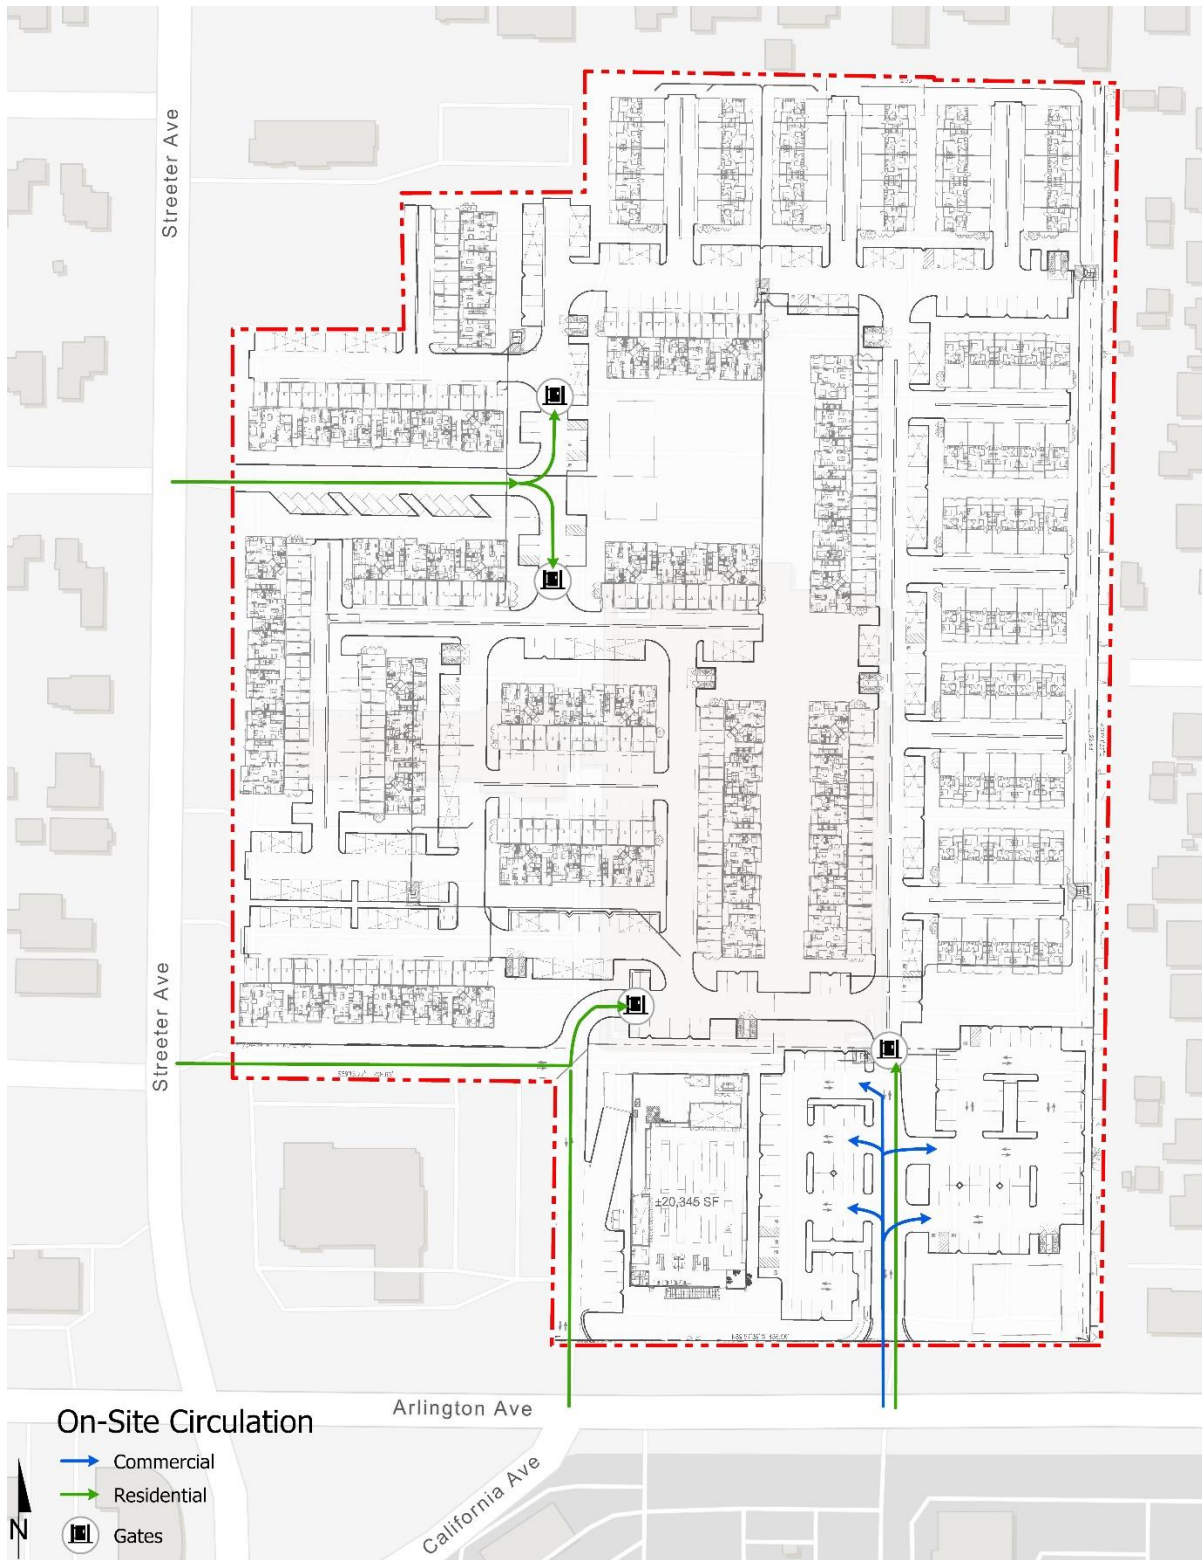 Streeter Ave
Streeter Ave
±20,345 SF
Arlington Ave
California Ave
On-Site Circulation
Commercial
Residential
Gates
N